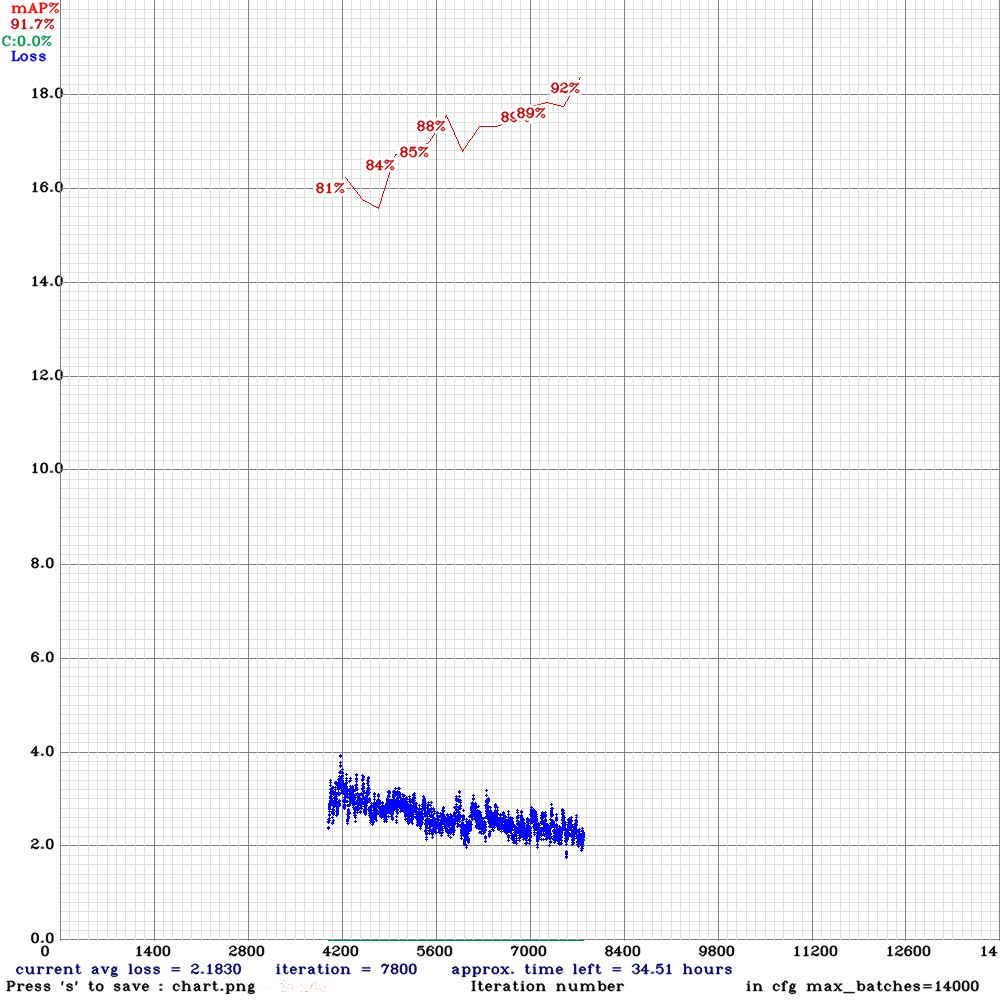 mAP%
91.7%
C:0.0%
Loss
18.0
92%
89%
88%
85%
84%
81%
16.0
14.0
12.0
10.0
8.0
6.0
4.0
2.0
0.0
0 1400 2800 4200 5600 7000 8400 9800 11200 12600 14
current avg loss = 2.1830 iteration = 7800 approx. time left = 34.51 hours
Press 's' to save : chart.png Iteration number in cfg max_batches=14000